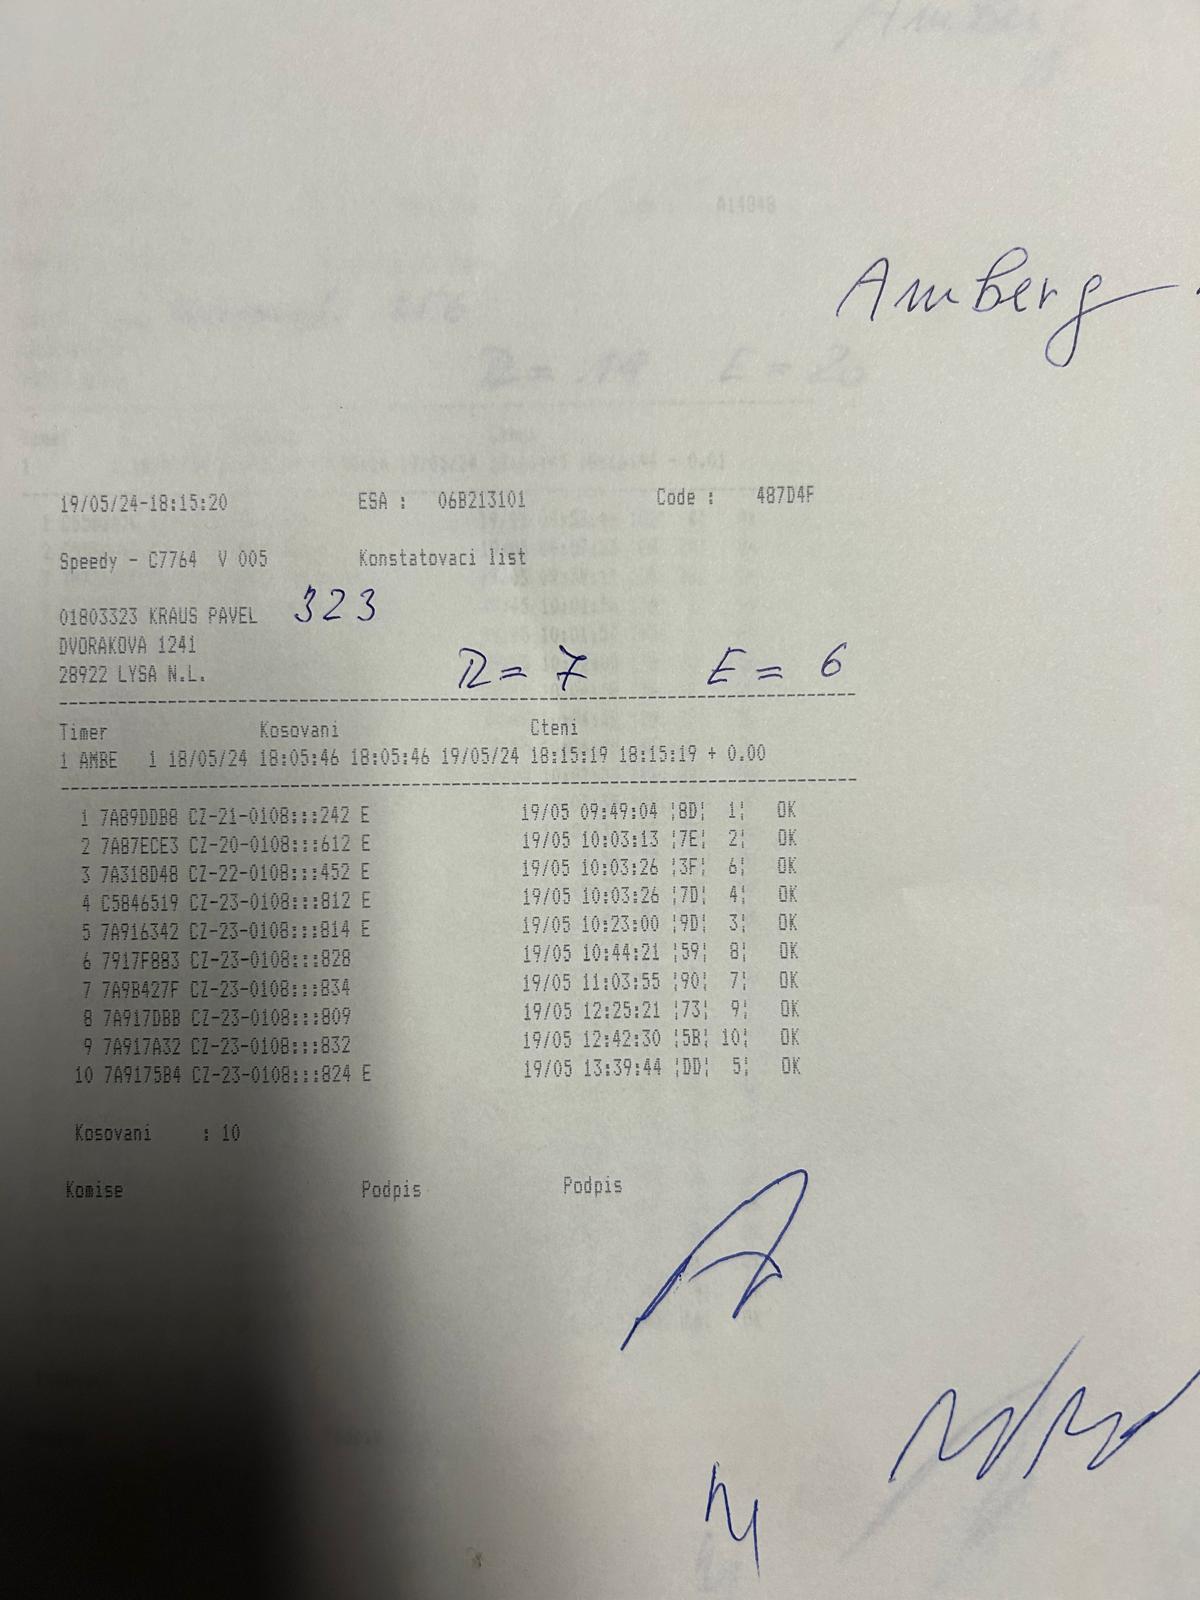 Amberg
19/05/24-18:15:20 ESA : 06B213101 Code : 487D4F
Speedy - C7764 V 005 Konstatovaci list
01803323 KRAUS PAVEL 323
DVORAKOVA 1241
28922 LYSA N.L. R = 7 E = 6
Timer Kosovani Cteni
1 AMBE 1 18/05/24 18:05:46 18:05:46 19/05/24 18:15:19 18:15:19 + 0.00
1 7A89DDB8 CZ-21-0108:::242 E 19/05 09:49:04 ¦8D¦ 1¦ OK
2 7A87ECE3 CZ-20-0108:::612 E 19/05 10:03:13 ¦7E¦ 2¦ OK
3 7A318D48 CZ-22-0108:::452 E 19/05 10:03:26 ¦3F¦ 6¦ OK
4 C5846519 CZ-23-0108:::812 E 19/05 10:03:26 ¦7D¦ 4¦ OK
5 7A916342 CZ-23-0108:::814 E 19/05 10:23:00 ¦9D¦ 3¦ OK
6 7917F883 CZ-23-0108:::828 19/05 10:44:21 ¦59¦ 8¦ OK
7 7A9B427F CZ-23-0108:::834 19/05 11:03:55 ¦90¦ 7¦ OK
8 7A917DBB CZ-23-0108:::809 19/05 12:25:21 ¦73¦ 9¦ OK
9 7A917A32 CZ-23-0108:::832 19/05 12:42:30 ¦5B¦ 10¦ OK
10 7A9175B4 CZ-23-0108:::824 E 19/05 13:39:44 ¦DD¦ 5¦ OK
Kosovani : 10
Komise Podpis Podpis